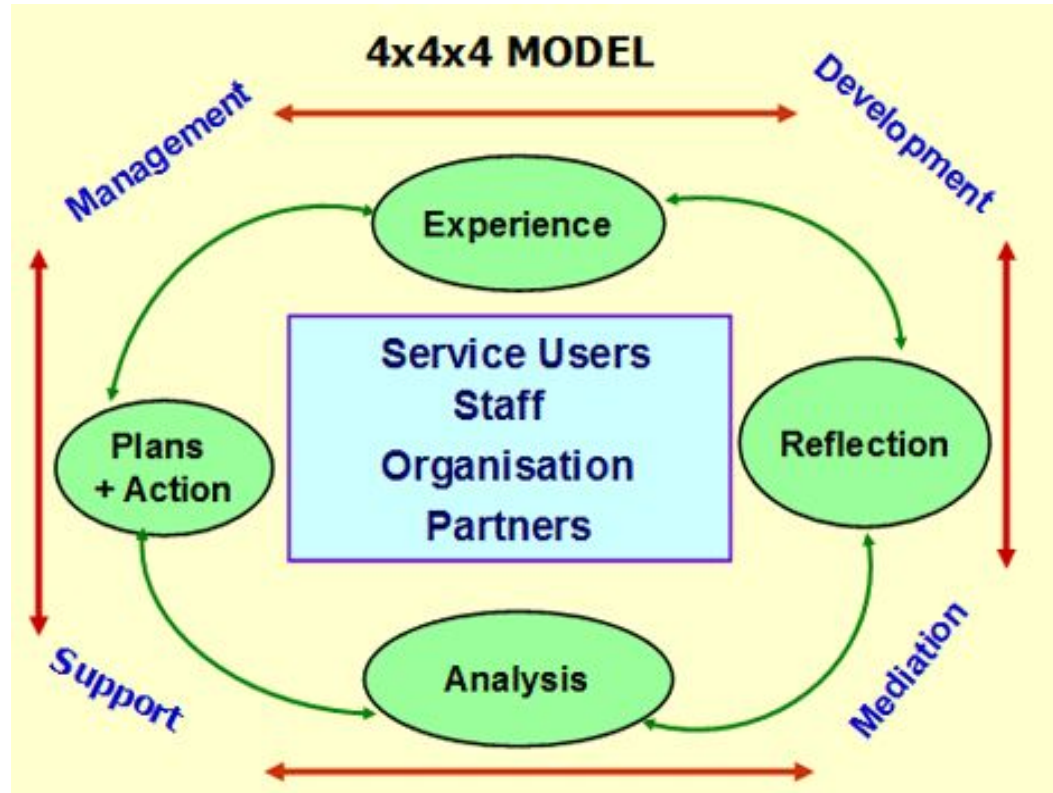 4x4x4 MODEL
Management
Development
Experience
Service Users
Staff
Organisation
Partners
Plans
+ Action
Reflection
Analysis
Support
Mediation